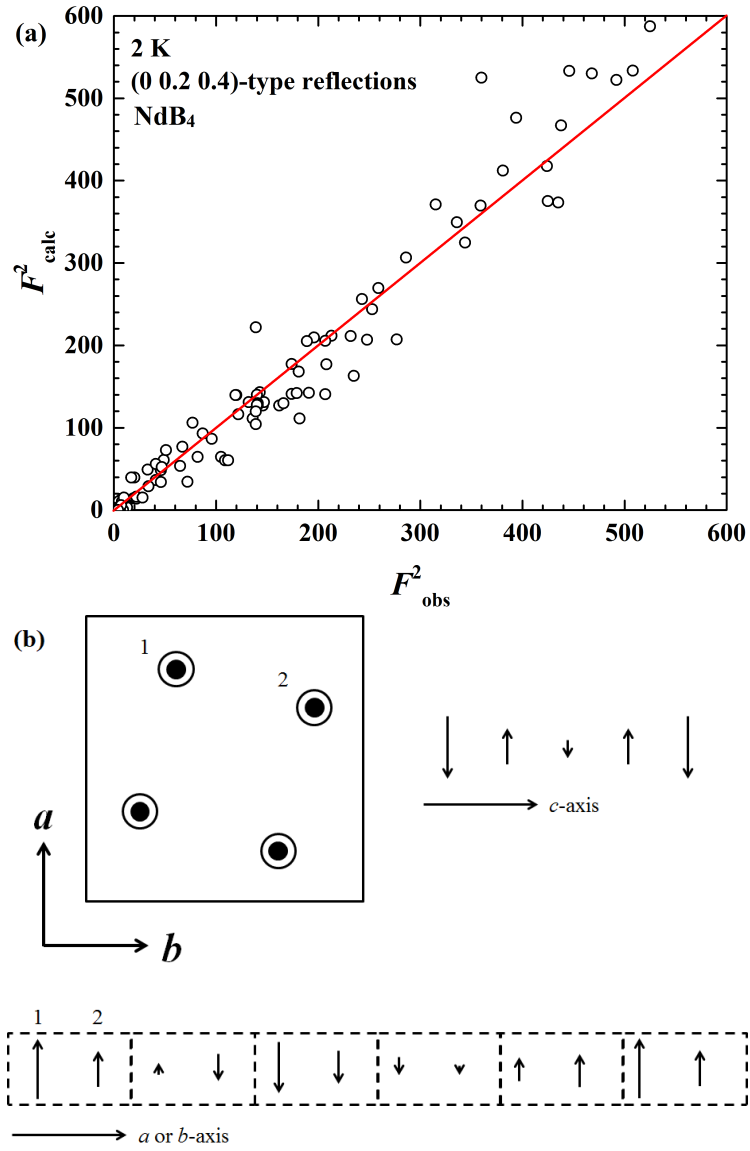 (a)
600
500
400
300
200
100
0
F²calc
2 K
(0 0.2 0.4)-type reflections
NdB₄
0 100 200 300 400 500 600
F²obs
(b)
1
2
a
b
c-axis
1 2
a or b-axis